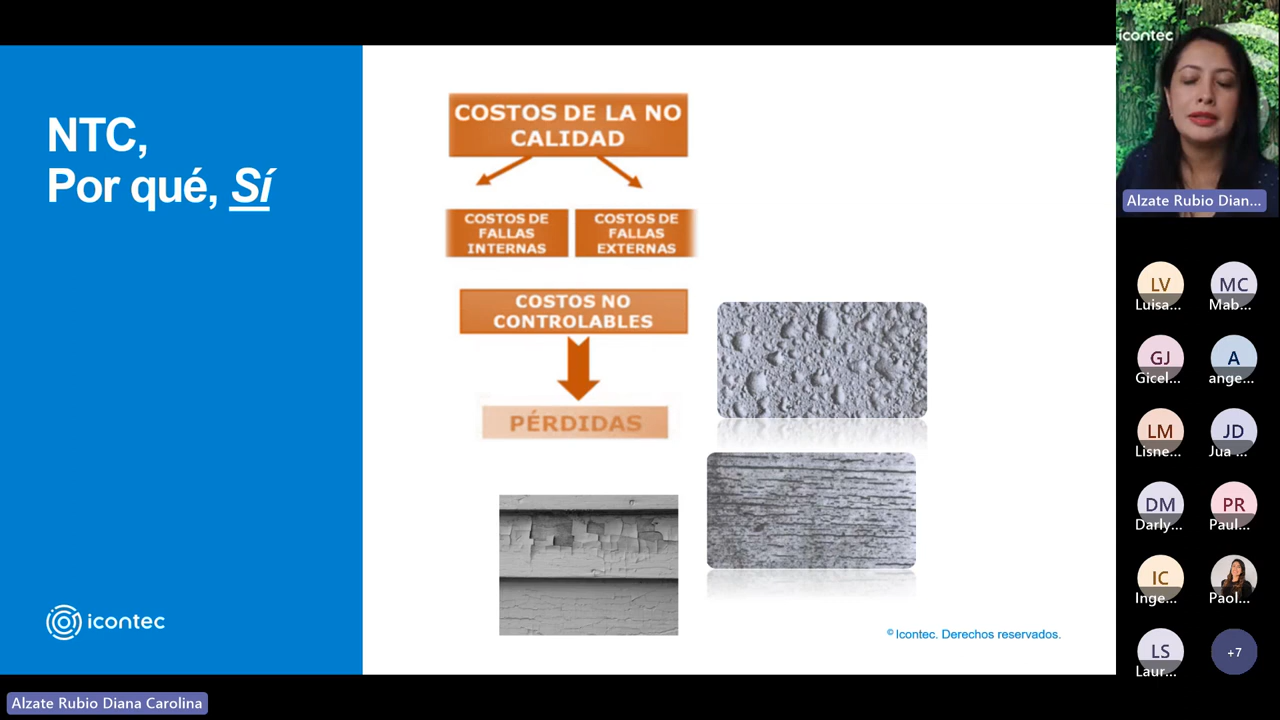 NTC,
Por qué, Sí
COSTOS DE LA NO
CALIDAD
COSTOS DE
FALLAS
INTERNAS
COSTOS DE
FALLAS
EXTERNAS
COSTOS NO
CONTROLABLES
PÉRDIDAS
icontec
© Icontec. Derechos reservados.
icontec
Alzate Rubio Dian...
LV
Luisa...
MC
Mab...
GJ
Gicel...
A
ange...
LM
Lisne...
JD
Jua ...
DM
Darly...
PR
Paul...
IC
Inge...
Paol...
LS
Laur...
+7
Alzate Rubio Diana Carolina